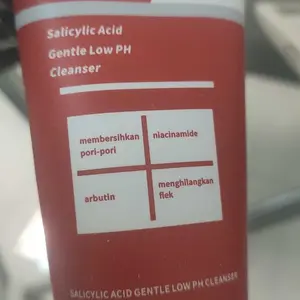 Salicylic Acid
Gentle Low PH
Cleanser
membersihkan
pori-pori
niacinamide
arbutin
menghilangkan
flek
SALICYLIC ACID GENTLE LOW PH CLEANSER